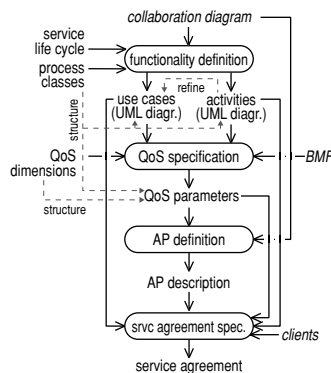 collaboration diagram
service
life cycle
functionality definition
process
classes
refine
use cases
(UML diagr.)
activities
(UML diagr.)
structure
QoS
dimensions
QoS specification
BMF
structure
QoS parameters
AP definition
AP description
srvc agreement spec.
clients
service agreement